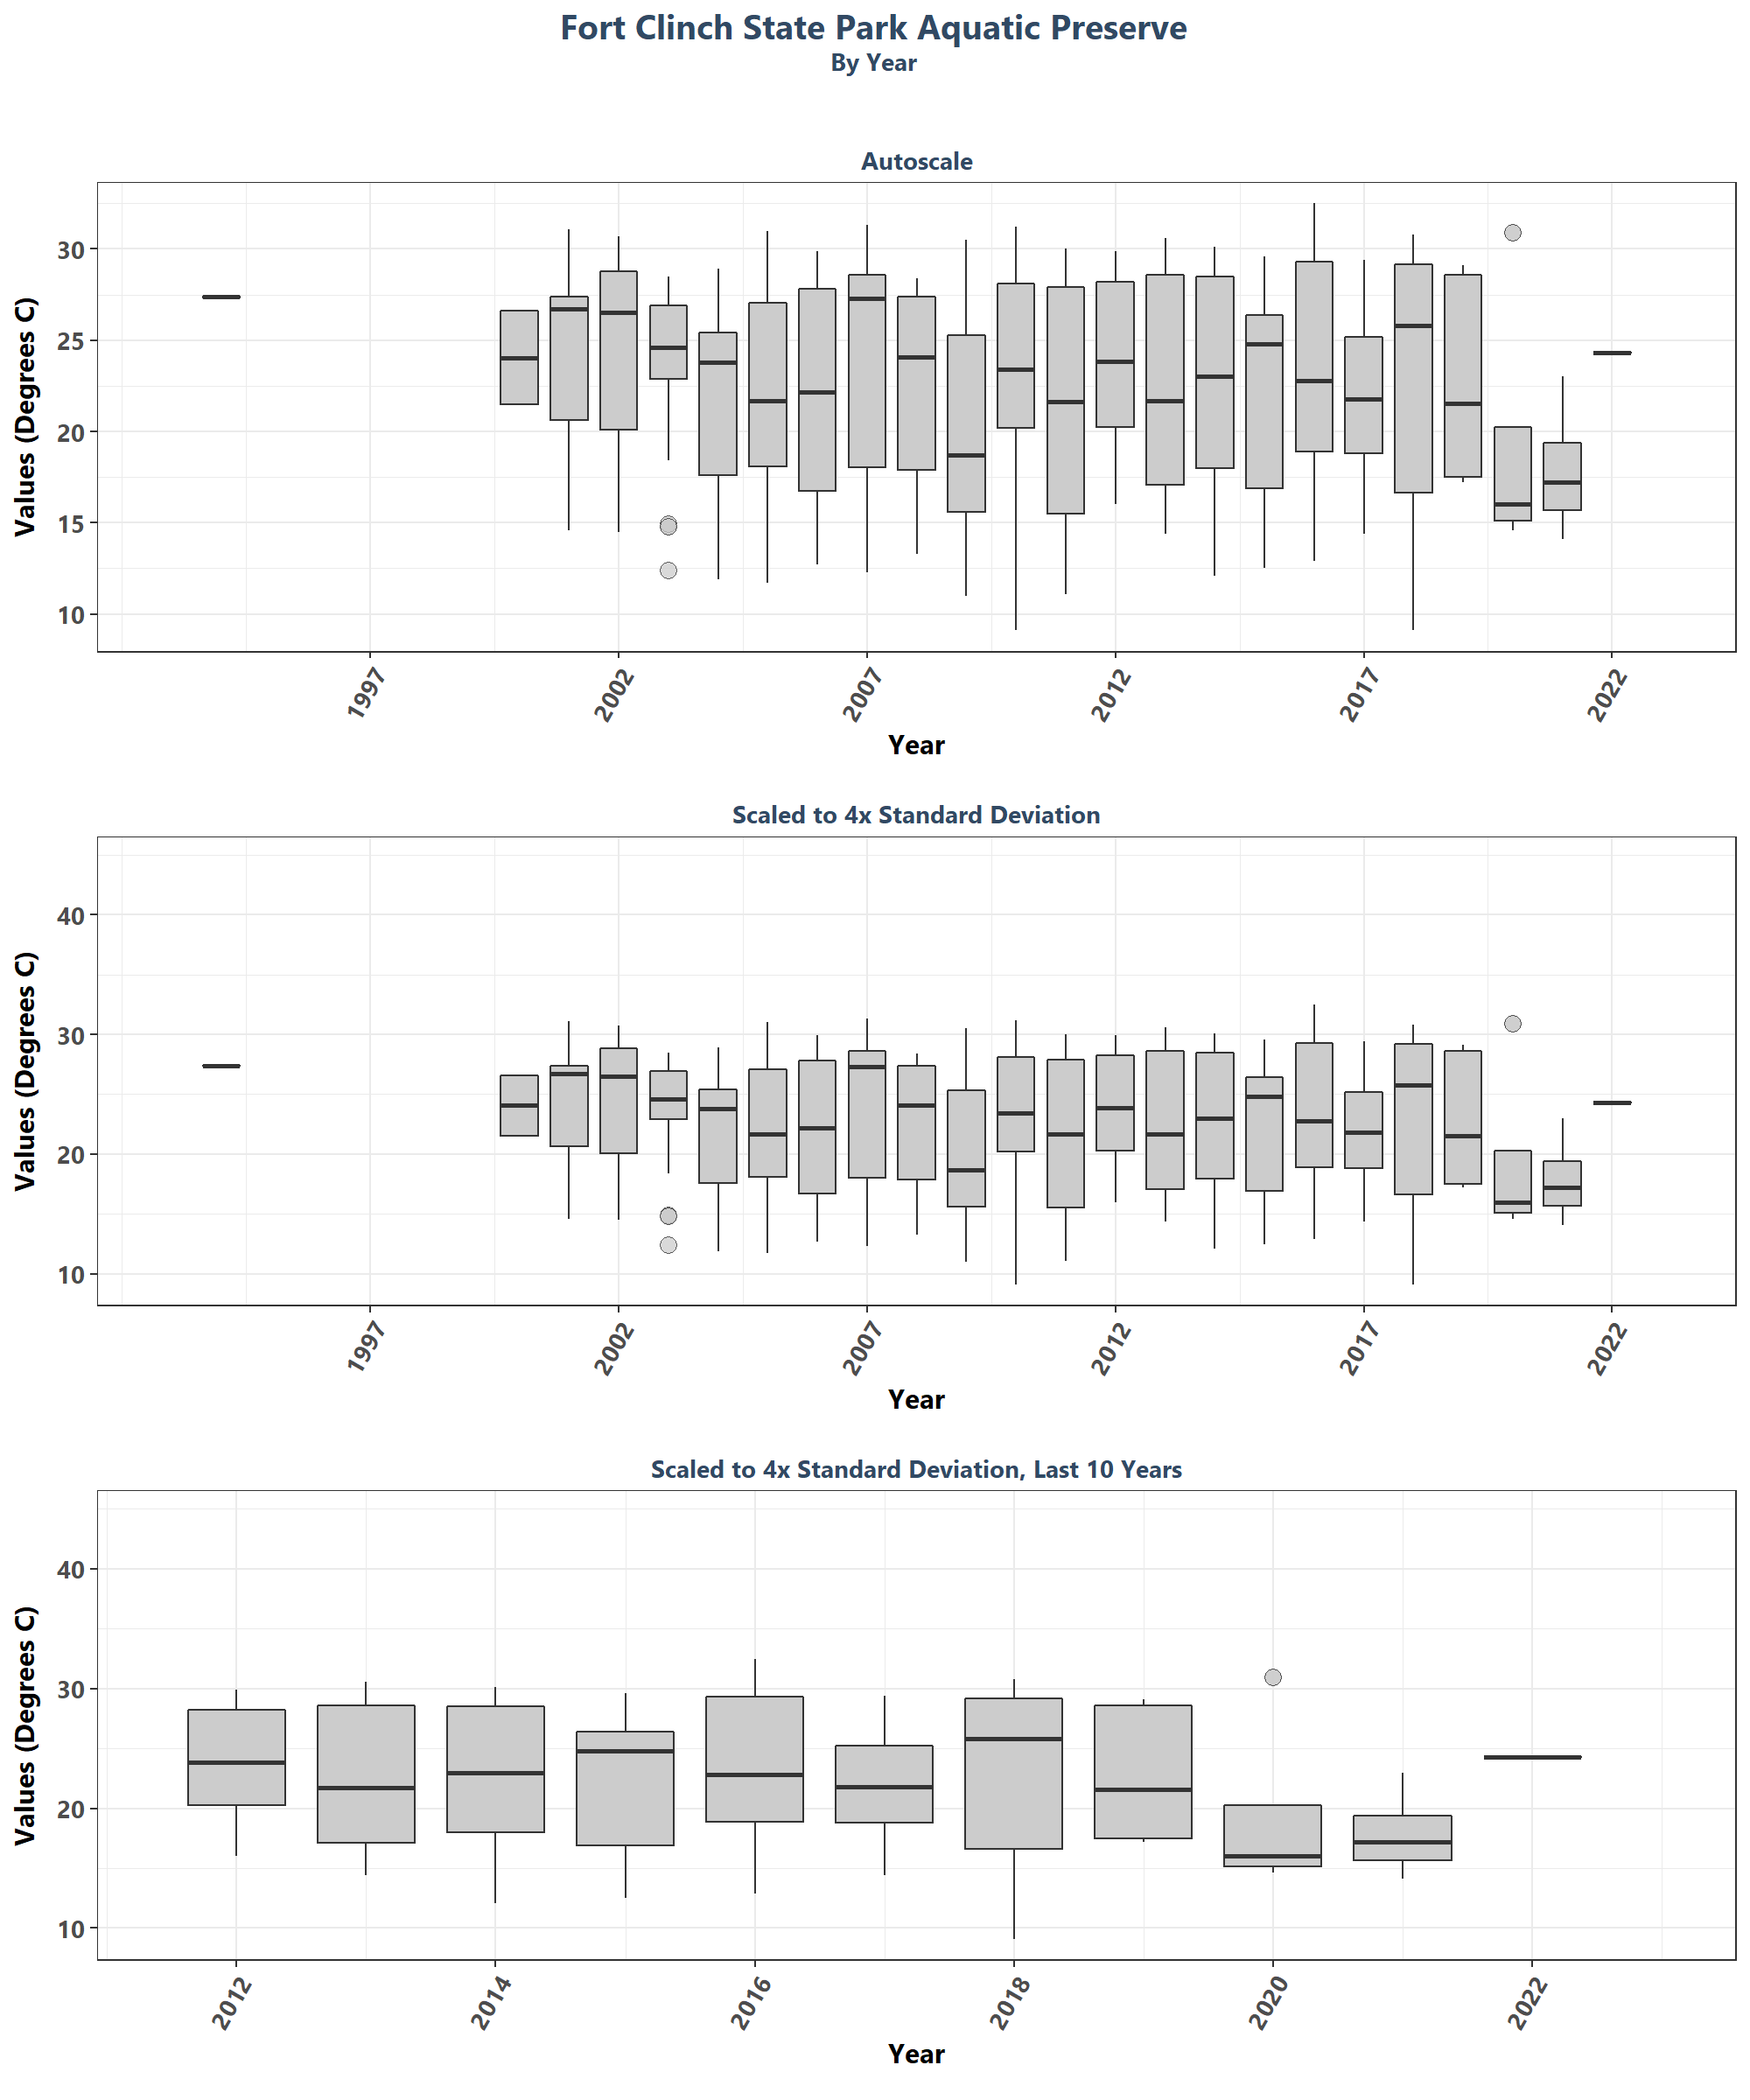 Fort Clinch State Park Aquatic Preserve
By Year
Autoscale
Values (Degrees C)
30
25
20
15
10
1997
2002
2007
2012
2017
2022
Year
Scaled to 4x Standard Deviation
Values (Degrees C)
40
30
20
10
1997
2002
2007
2012
2017
2022
Year
Scaled to 4x Standard Deviation, Last 10 Years
Values (Degrees C)
40
30
20
10
2012
2014
2016
2018
2020
2022
Year